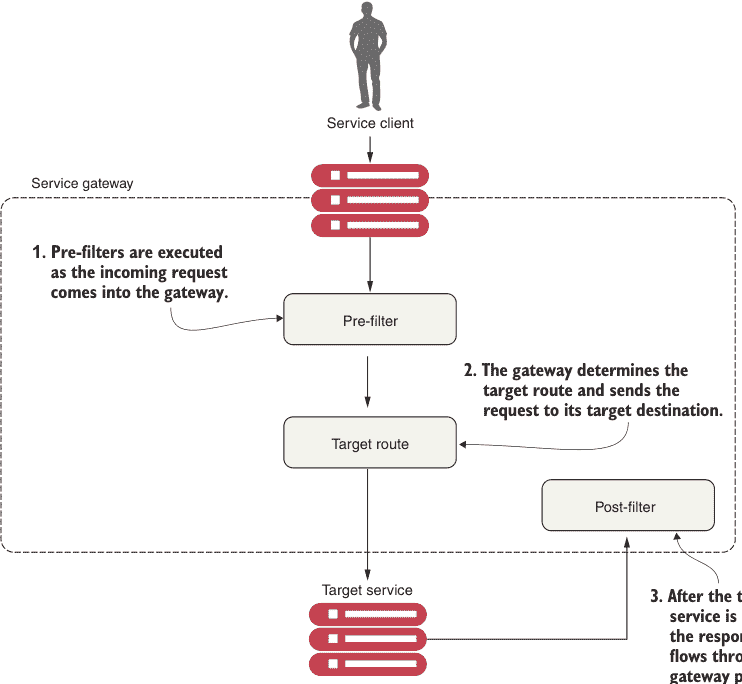 Service client
Service gateway
1. Pre-filters are executed
as the incoming request
comes into the gateway.
Pre-filter
2. The gateway determines the
target route and sends the
request to its target destination.
Target route
Post-filter
Target service
3. After the
service is
the
flows
gateway